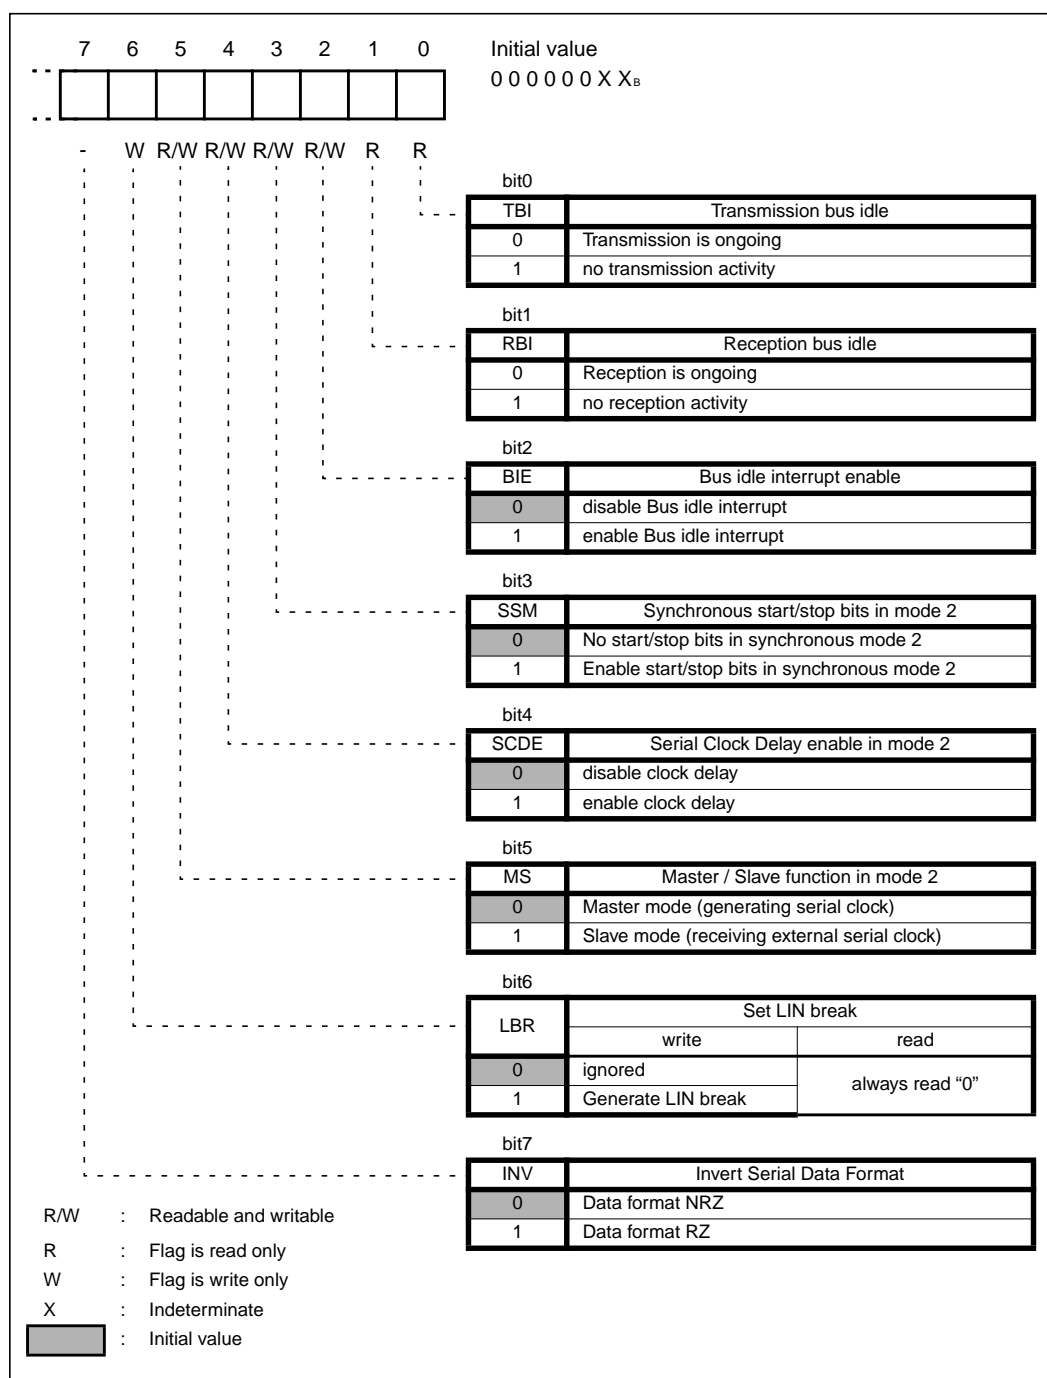 7 6 5 4 3 2 1 0 Initial value
0 0 0 0 0 0 X XB
- W R/W R/W R/W R/W R R
bit0
TBI Transmission bus idle
0 Transmission is ongoing
1 no transmission activity
bit1
RBI Reception bus idle
0 Reception is ongoing
1 no reception activity
bit2
BIE Bus idle interrupt enable
0 disable Bus idle interrupt
1 enable Bus idle interrupt
bit3
SSM Synchronous start/stop bits in mode 2
0 No start/stop bits in synchronous mode 2
1 Enable start/stop bits in synchronous mode 2
bit4
SCDE Serial Clock Delay enable in mode 2
0 disable clock delay
1 enable clock delay
bit5
MS Master / Slave function in mode 2
0 Master mode (generating serial clock)
1 Slave mode (receiving external serial clock)
bit6
LBR Set LIN break
write read
0 ignored always read “0”
1 Generate LIN break
bit7
INV Invert Serial Data Format
0 Data format NRZ
1 Data format RZ
R/W : Readable and writable
R : Flag is read only
W : Flag is write only
X : Indeterminate
: Initial value